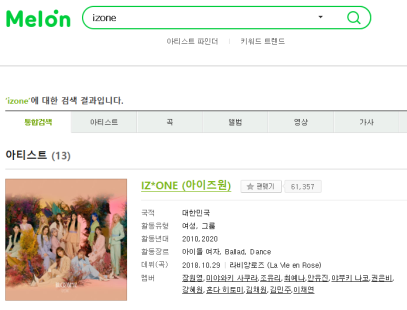 Melon izone
아티스트 파인더 | 키워드 트렌드
'izone'에 대한 검색 결과입니다.
통합검색 아티스트 곡 앨범 영상 가사
아티스트 (13)
IZ*ONE (아이즈원) ★ 팬맺기 61,357
국적 대한민국
활동유형 여성, 그룹
활동년대 2010,2020
활동장르 아이돌 여자, Ballad, Dance
데뷔(곡) 2018.10.29 | 라비앙로즈 (La Vie en Rose)
멤버 장원영,미야와키 사쿠라,조유리,최예나,안유진,야부키 나코,권은비,
강혜원,혼다 히토미,김채원,김민주,이채연